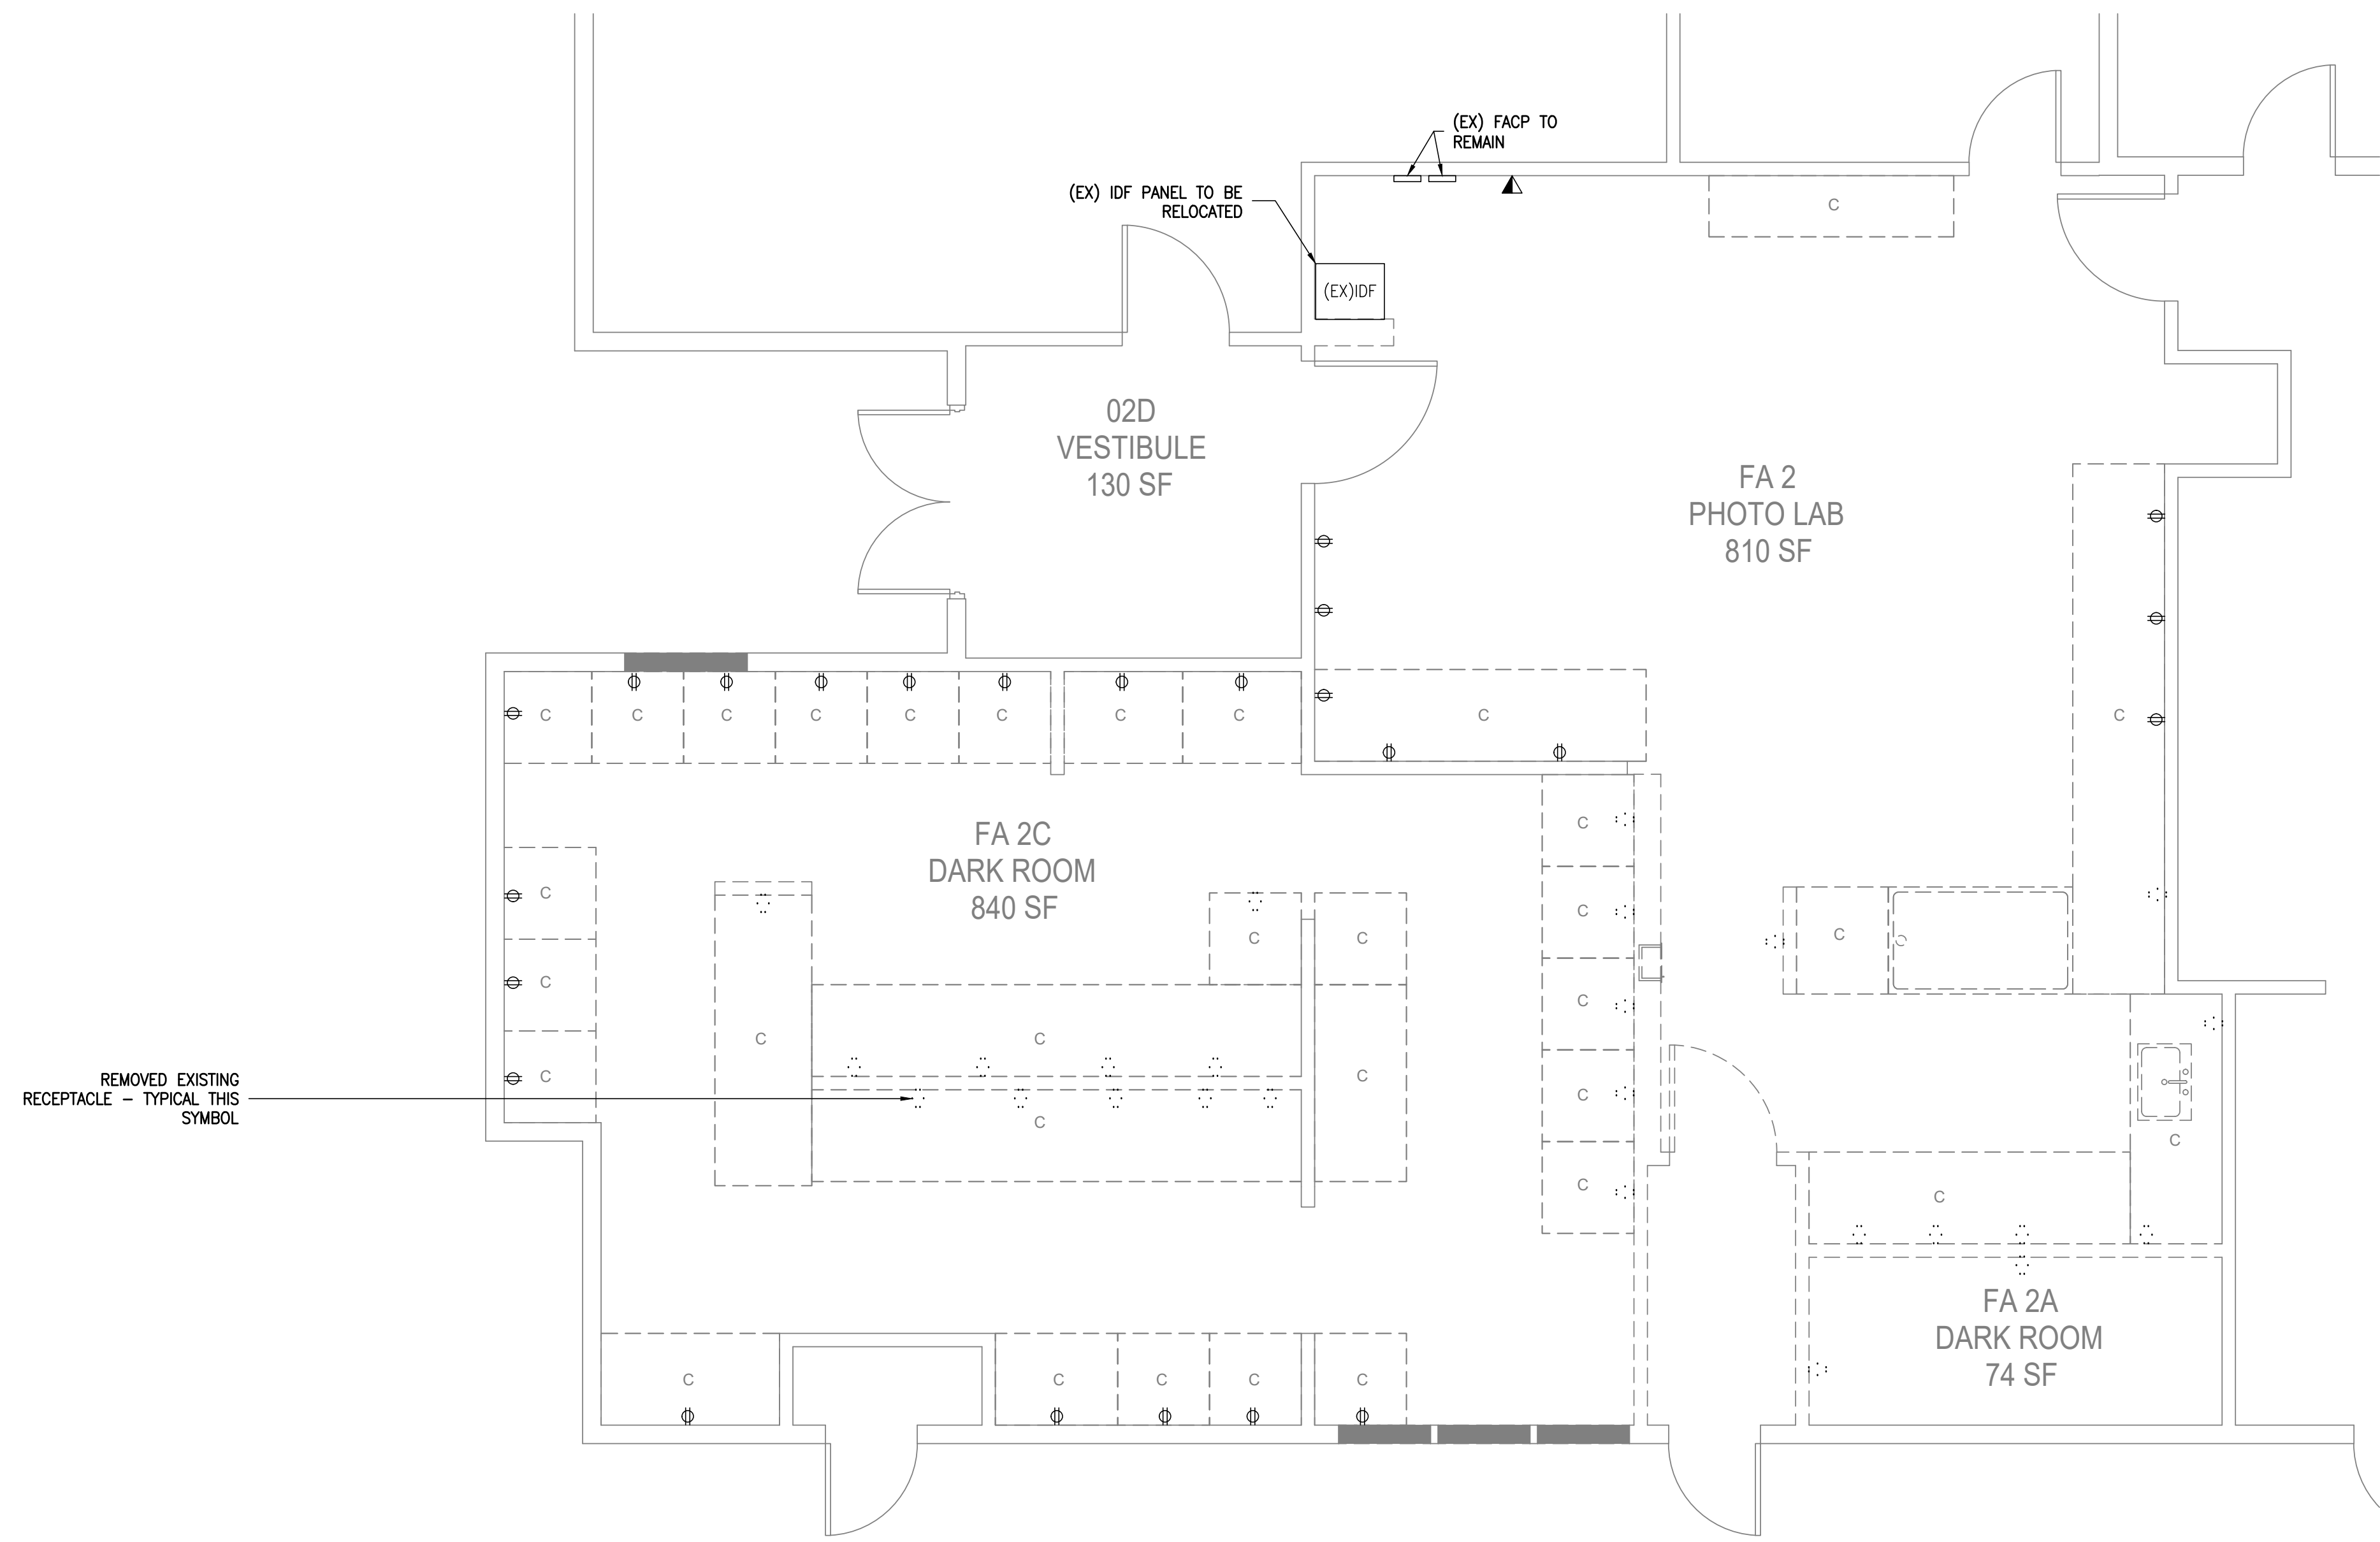 (EX) FACP TO
REMAIN
(EX) IDF PANEL TO BE
RELOCATED
C
(EX)IDF
02D
VESTIBULE
130 SF
FA 2
PHOTO LAB
810 SF
C
C
C
C
C
C
C
C
C
C
FA 2C
DARK ROOM
840 SF
C
C
C
C
C
C
C
C
C
C
C
C
REMOVED EXISTING
RECEPTACLE – TYPICAL THIS
SYMBOL
C
C
C
C
C
C
C
FA 2A
DARK ROOM
74 SF
C
C
C
C
C